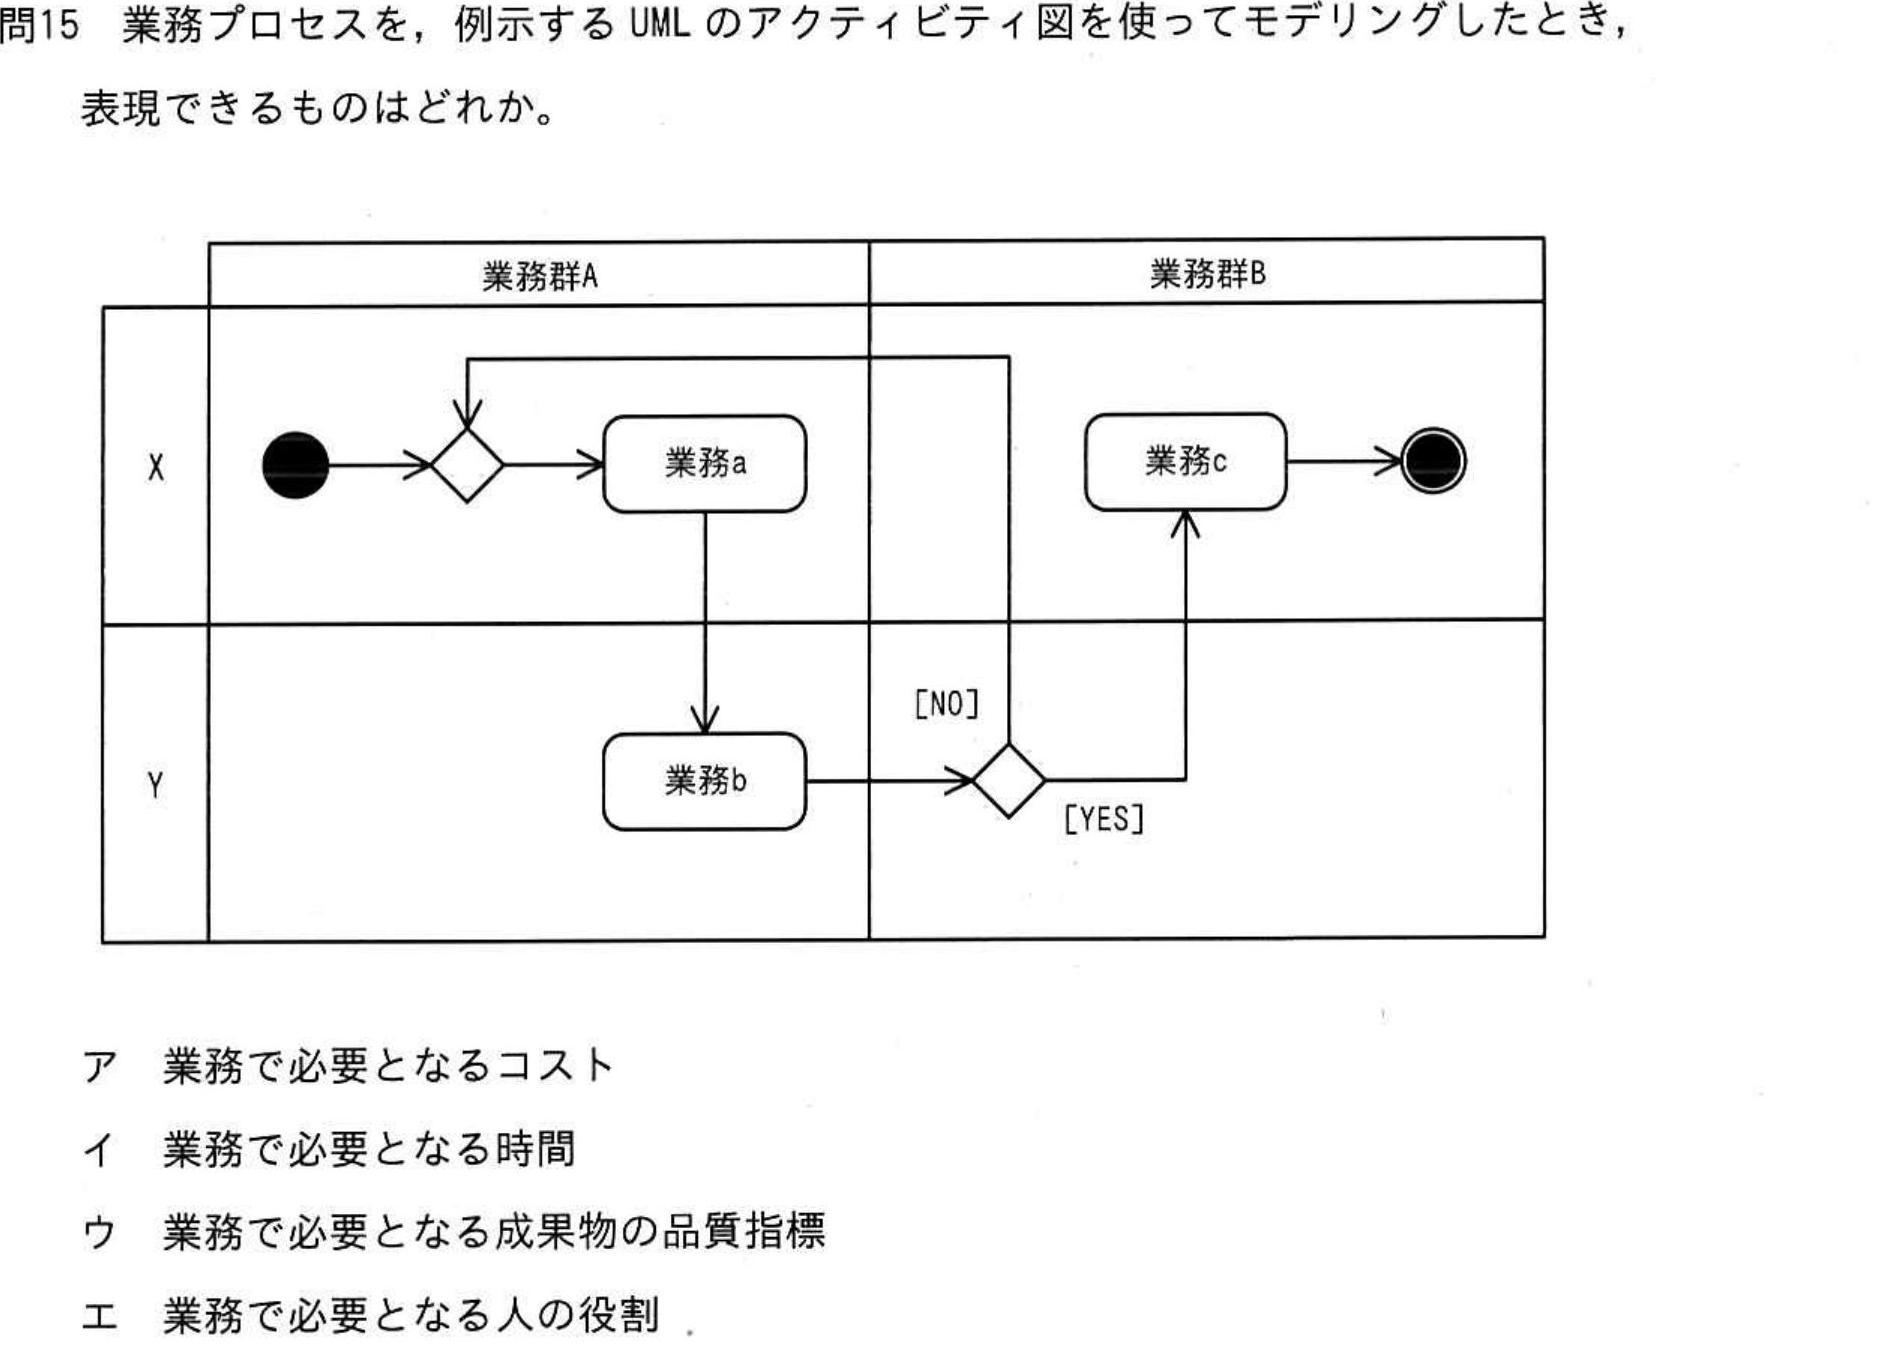 問15　業務プロセスを，例示する UML のアクティビティ図を使ってモデリングしたとき，
表現できるものはどれか。
業務群A
業務群B
X
業務a
業務c
Y
[NO]
業務b
[YES]
ア　業務で必要となるコスト
イ　業務で必要となる時間
ウ　業務で必要となる成果物の品質指標
エ　業務で必要となる人の役割